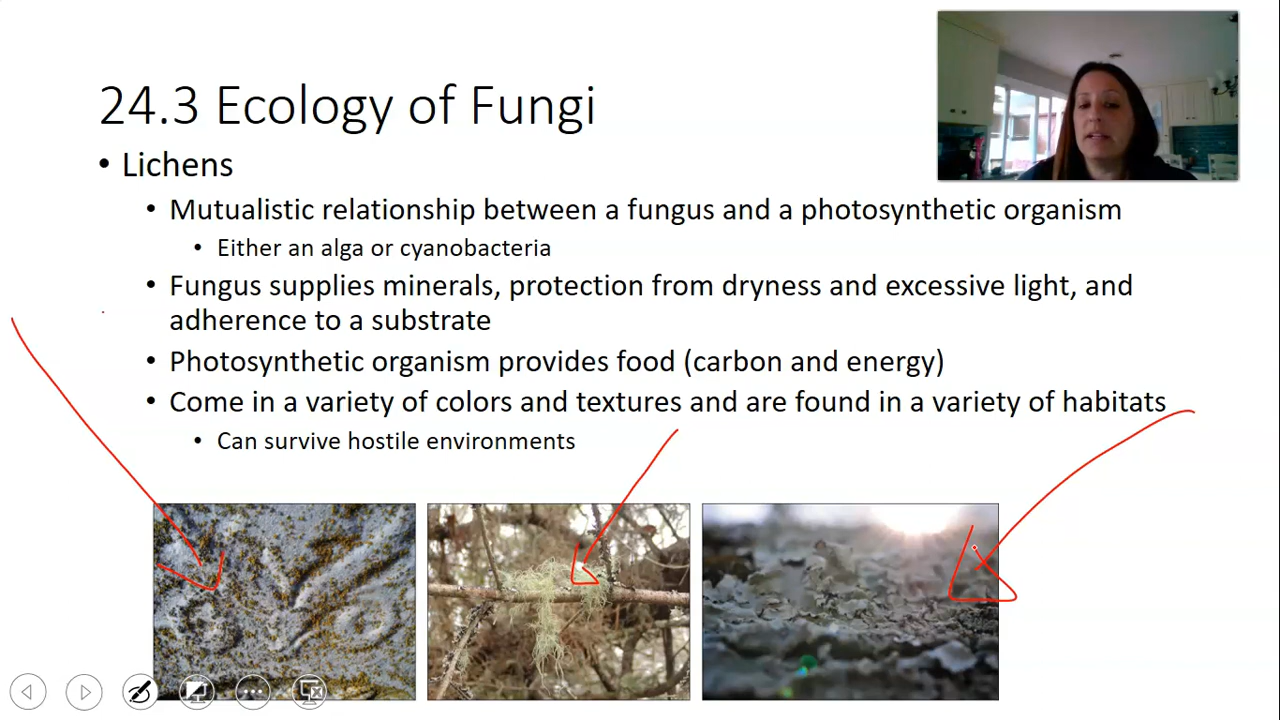 24.3 Ecology of Fungi
• Lichens
• Mutualistic relationship between a fungus and a photosynthetic organism
• Either an alga or cyanobacteria
• Fungus supplies minerals, protection from dryness and excessive light, and
adherence to a substrate
• Photosynthetic organism provides food (carbon and energy)
• Come in a variety of colors and textures and are found in a variety of habitats
• Can survive hostile environments